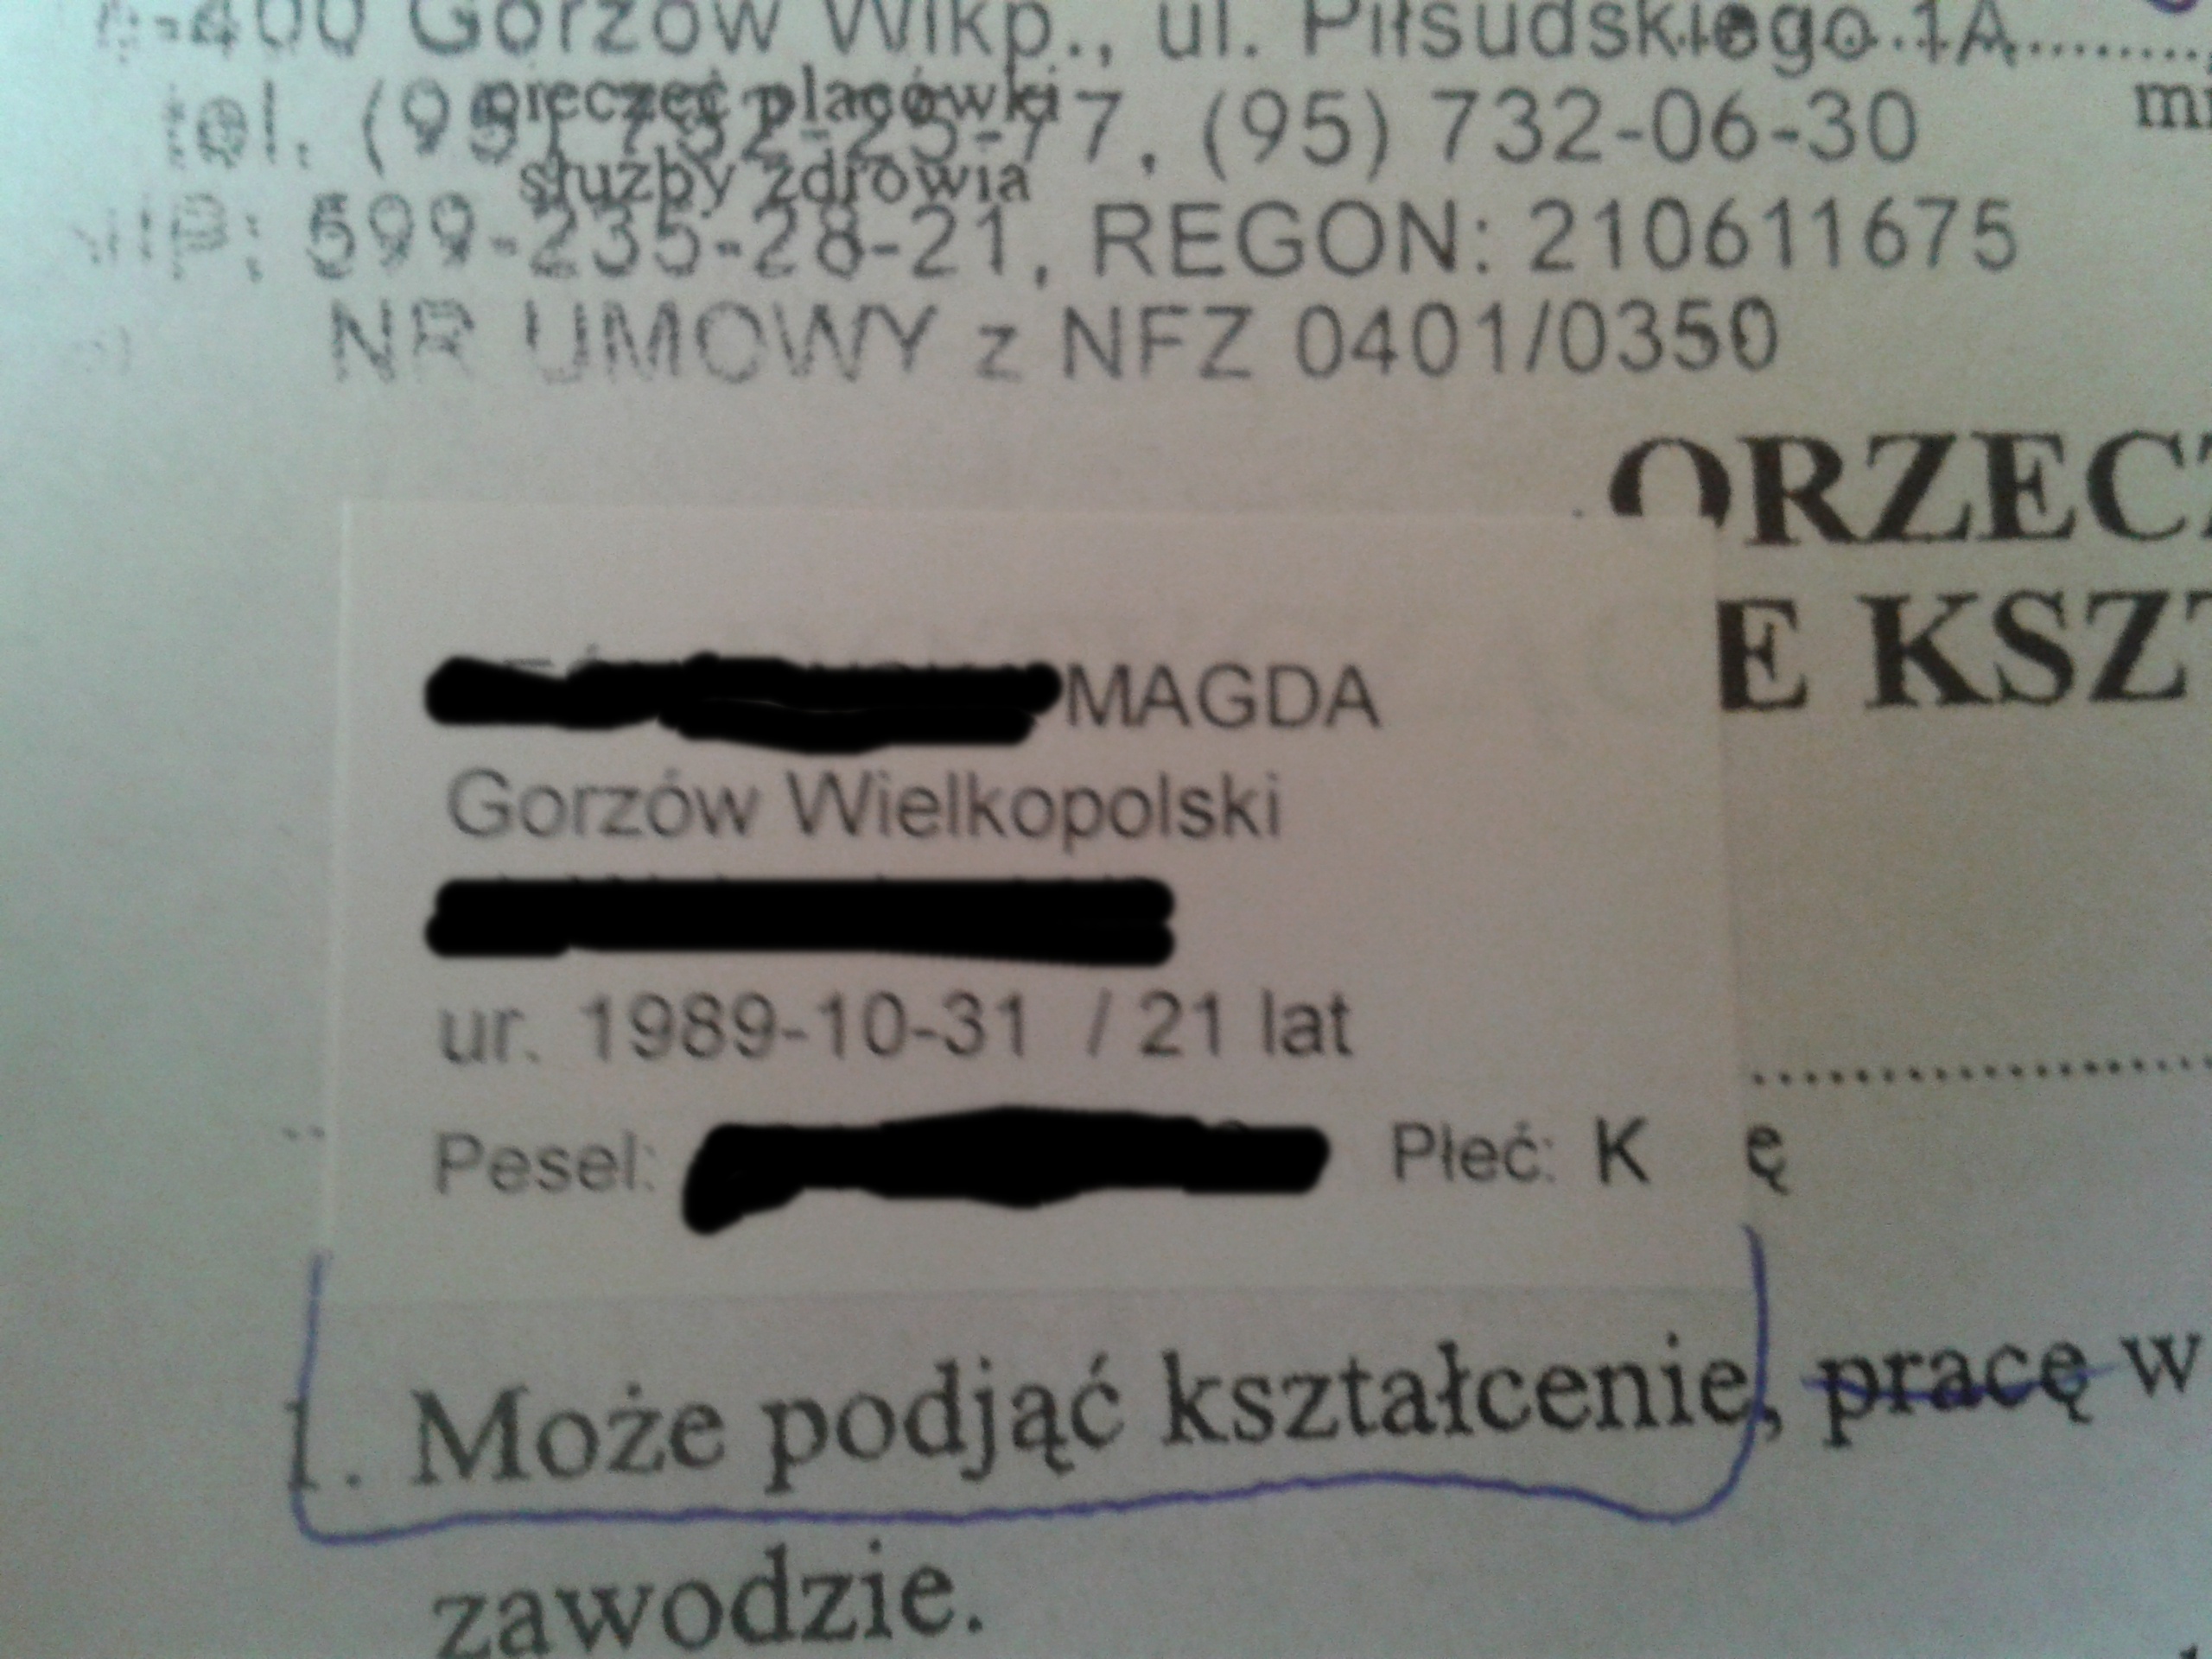 -400 Gorzów Wlkp., ul. Piłsudskiego 1A
pieczęć placówki
tel. (95) 732-25-77, (95) 732-06-30
służby zdrowia
NIP: 599-235-28-21, REGON: 210611675
NR UMOWY z NFZ 0401/0350
ORZEC
E KSZ
MAGDA
Gorzów Wielkopolski
ur. 1989-10-31 / 21 lat
Pesel: Płeć: K ę
1. Może podjąć kształcenie, pracę w
zawodzie.